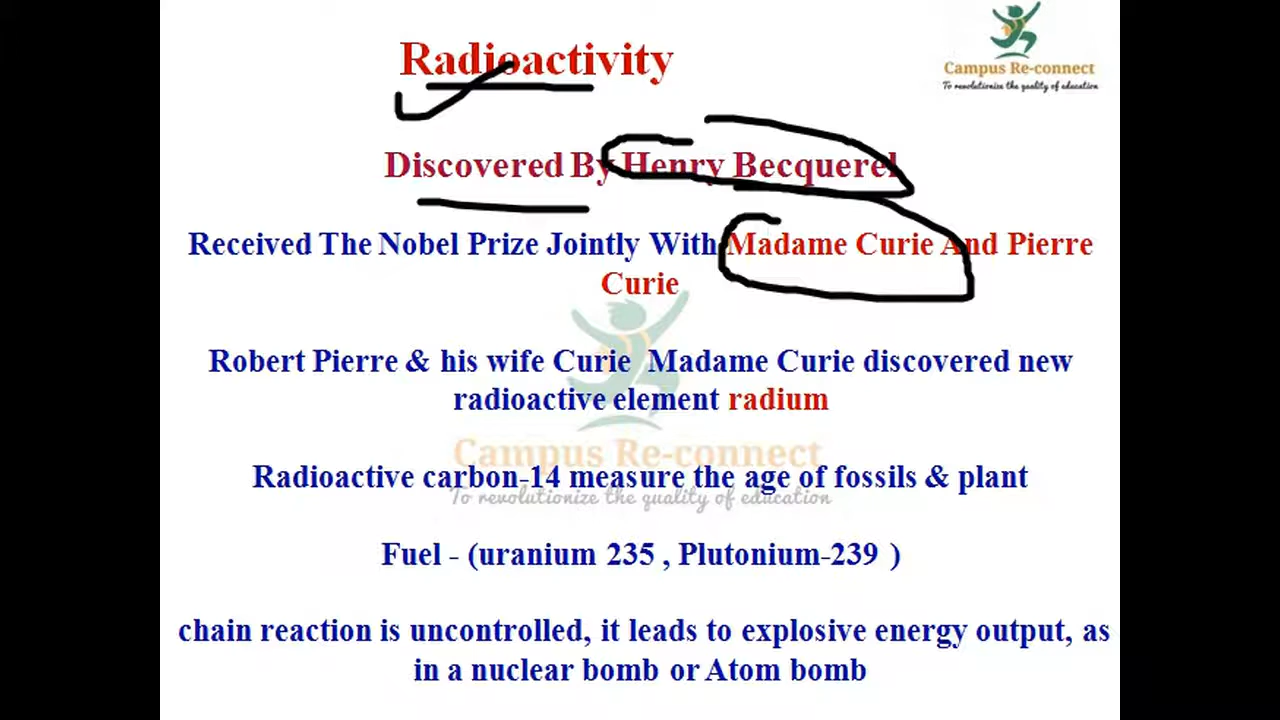 Radioactivity
Campus Re-connect
To revolutionize the quality of education
Discovered By Henry Becquerel
Received The Nobel Prize Jointly With Madame Curie And Pierre
Curie
Robert Pierre & his wife Curie Madame Curie discovered new
radioactive element radium
Campus Re-connect
Radioactive carbon-14 measure the age of fossils & plant
To revolutionize the quality of education
Fuel - (uranium 235 , Plutonium-239 )
chain reaction is uncontrolled, it leads to explosive energy output, as
in a nuclear bomb or Atom bomb